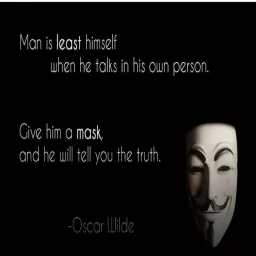 Man is least himself
when he talks in his own person.
Give him a mask,
and he will tell you the truth.
~Oscar Wilde